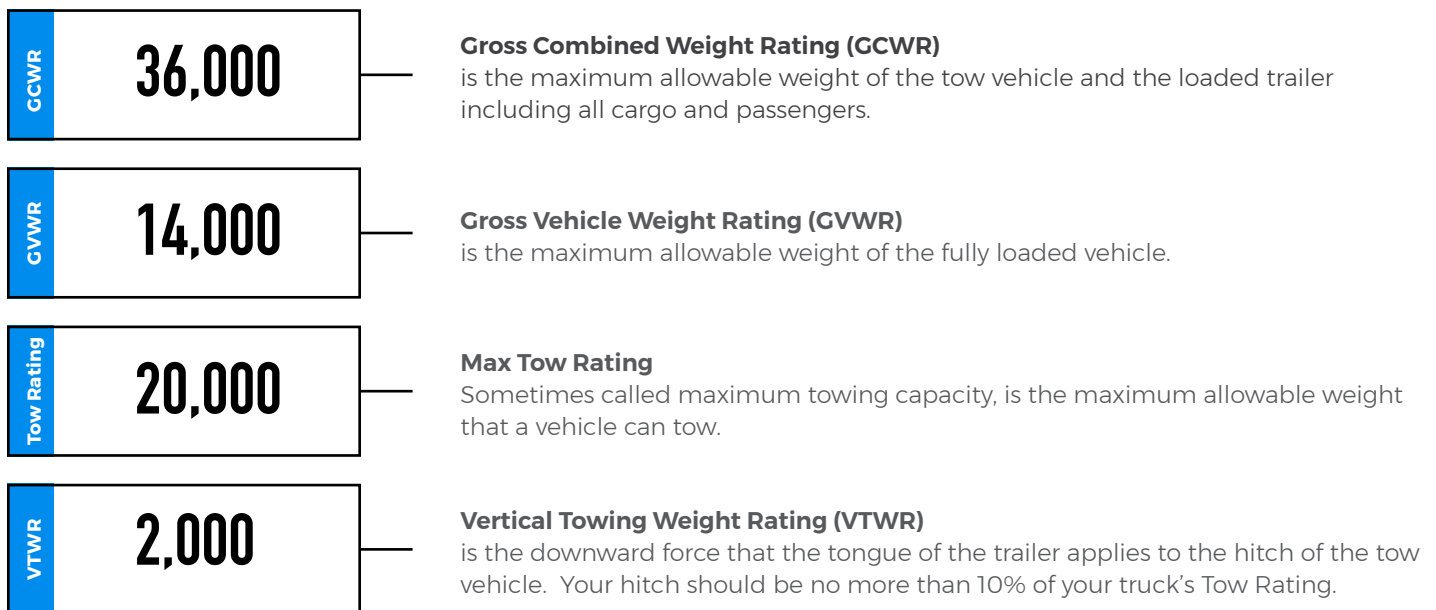 GCWR
36,000
Gross Combined Weight Rating (GCWR)
is the maximum allowable weight of the tow vehicle and the loaded trailer
including all cargo and passengers.
GVWR
14,000
Gross Vehicle Weight Rating (GVWR)
is the maximum allowable weight of the fully loaded vehicle.
Tow Rating
20,000
Max Tow Rating
Sometimes called maximum towing capacity, is the maximum allowable weight
that a vehicle can tow.
VTWR
2,000
Vertical Towing Weight Rating (VTWR)
is the downward force that the tongue of the trailer applies to the hitch of the tow
vehicle.  Your hitch should be no more than 10% of your truck’s Tow Rating.